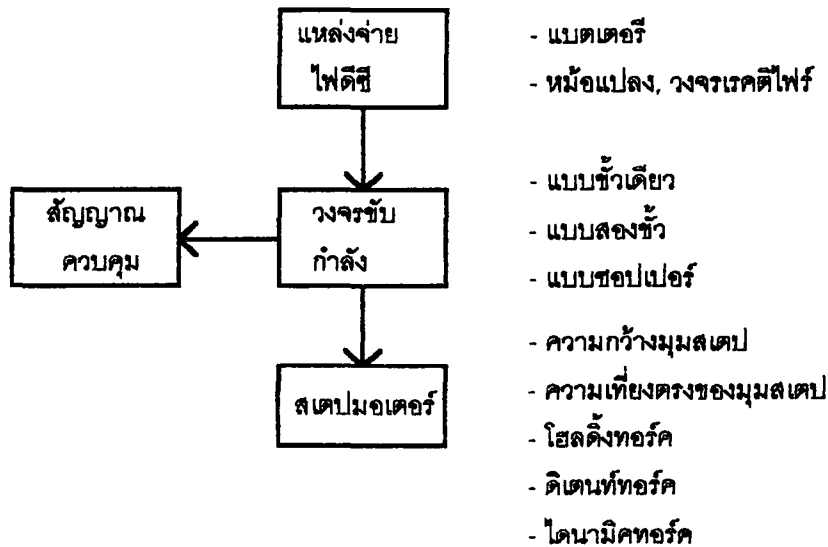 แหล่งจ่าย
ไฟดีซี
- แบตเตอรี
- หม้อแปลง, วงจรเรคติไฟร์
สัญญาณ
ควบคุม
วงจรขับ
กำลัง
- แบบขั้วเดียว
- แบบสองขั้ว
- แบบชอปเปอร์
สเตปมอเตอร์
- ความกว้างมุมสเตป
- ความเที่ยงตรงของมุมสเตป
- โฮลดิ้งทอร์ค
- ดิเตนท์ทอร์ค
- ไดนามิคทอร์ค